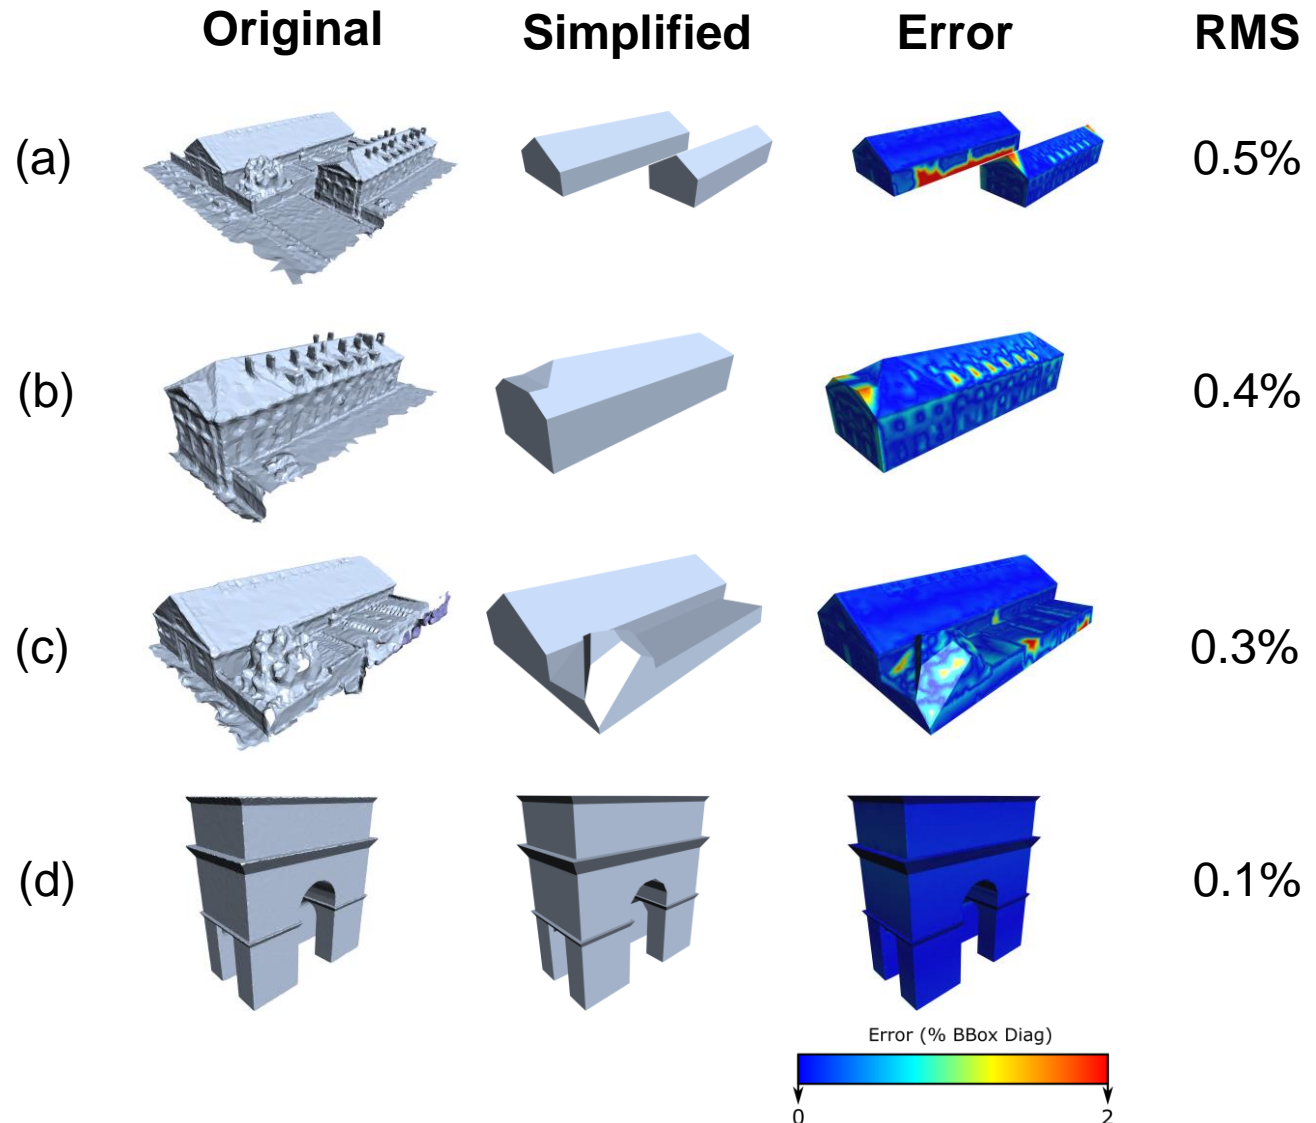 Original Simplified Error RMS
(a) 0.5%
(b) 0.4%
(c) 0.3%
(d) 0.1%
Error (% BBox Diag)
0 2